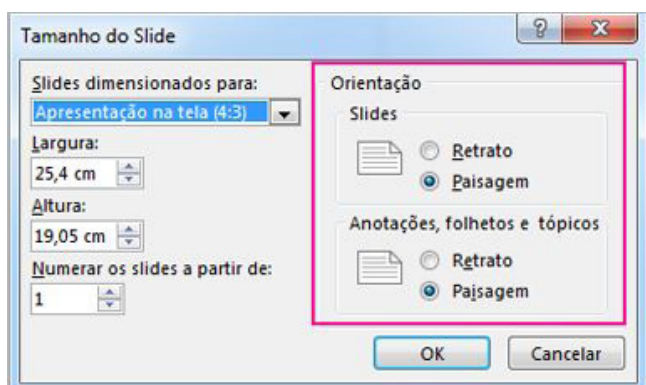 Tamanho do Slide
Slides dimensionados para:
Apresentação na tela (4:3)
Largura:
25,4 cm
Altura:
19,05 cm
Numerar os slides a partir de:
1
Orientação
Slides
Retrato
Paisagem
Anotações, folhetos e tópicos
Retrato
Paisagem
OK
Cancelar